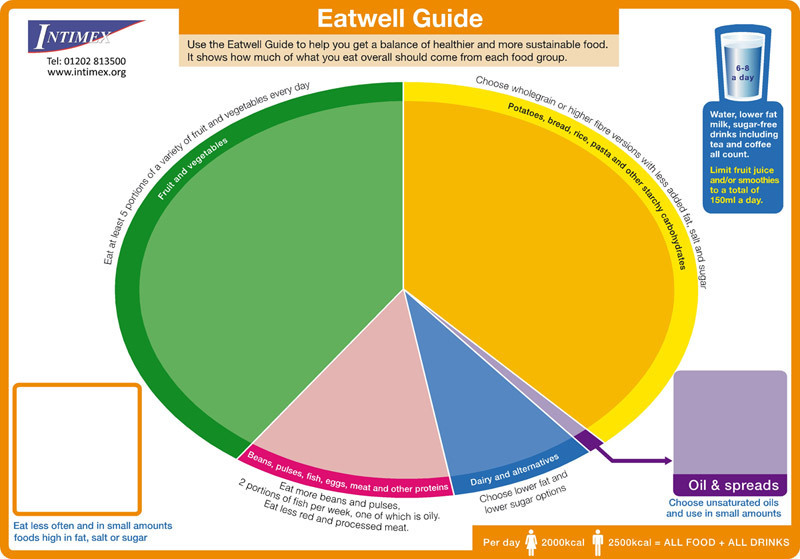 Eatwell Guide
INTIMEX
Tel: 01202 813500
www.intimex.org
Use the Eatwell Guide to help you get a balance of healthier and more sustainable food.
It shows how much of what you eat overall should come from each food group.
6-8
a day
Water, lower fat
milk, sugar-free
drinks including
tea and coffee
all count.
Limit fruit juice
and/or smoothies
to a total of
150ml a day.
Eat at least 5 portions of a variety of fruit and vegetables every day
Fruit and vegetables
Choose wholegrain or higher fibre versions with less added fat, salt and sugar
Potatoes, bread, rice, pasta and other starchy carbohydrates
Beans, pulses, fish, eggs, meat and other proteins
Eat more beans and pulses,
2 portions of fish per week, one of which is oily.
Eat less red and processed meat.
Dairy and alternatives
Choose lower fat and
lower sugar options
Oil & spreads
Choose unsaturated oils
and use in small amounts
Eat less often and in small amounts
foods high in fat, salt or sugar
Per day 2000kcal 2500kcal = ALL FOOD + ALL DRINKS